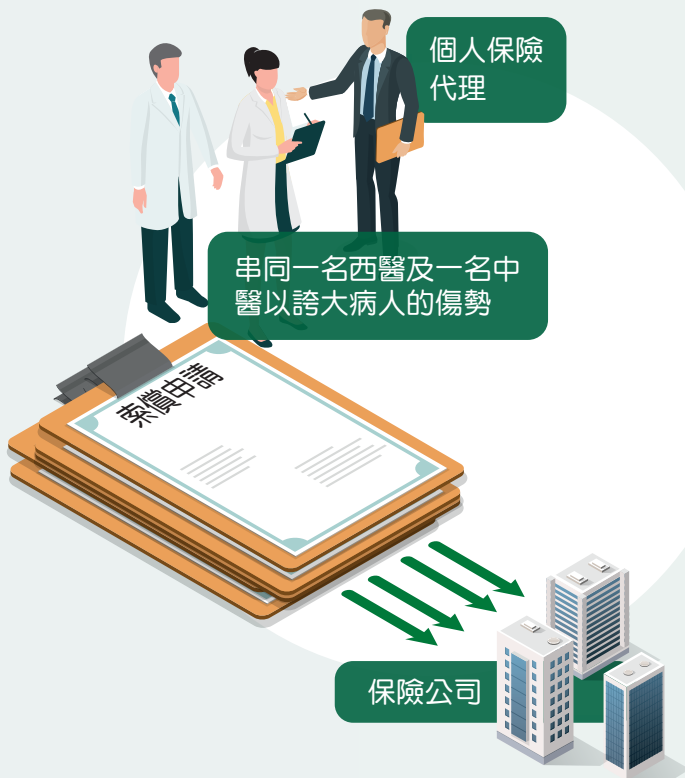 個人保險
代理
串同一名西醫及一名中
醫以誇大病人的傷勢
索償申請
保險公司